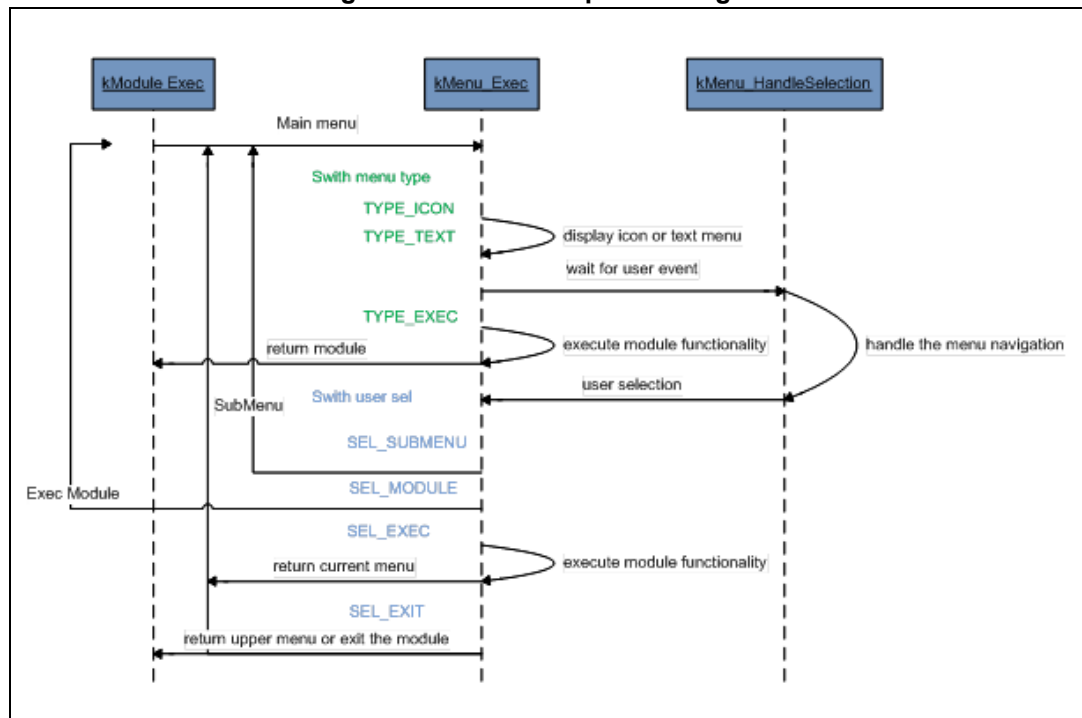 kModule Exec
kMenu_Exec
kMenu_HandleSelection
Main menu
Swith menu type
TYPE_ICON
TYPE_TEXT
display icon or text menu
wait for user event
TYPE_EXEC
execute module functionality
handle the menu navigation
return module
user selection
Swith user sel
SubMenu
SEL_SUBMENU
SEL_MODULE
Exec Module
SEL_EXEC
execute module functionality
return current menu
SEL_EXIT
return upper menu or exit the module